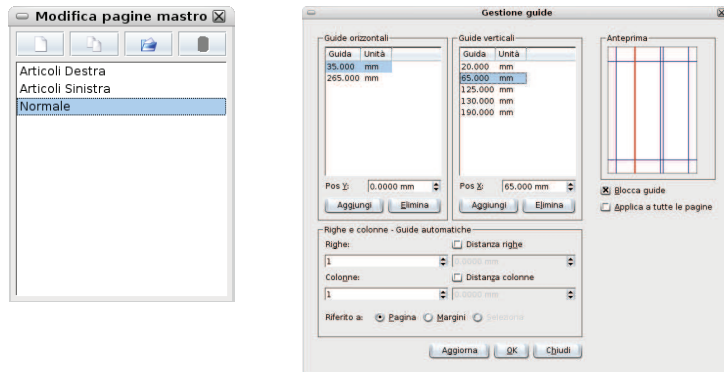 Modifica pagine mastro
Articoli Destra
Articoli Sinistra
Normale
Gestione guide
Guide orizzontali
Guida Unità
35.000 mm
265.000 mm
Pos Y: 0.0000 mm
Aggiungi Elimina
Guide verticali
Guida Unità
20.000 mm
65.000 mm
125.000 mm
130.000 mm
190.000 mm
Pos X: 65.000 mm
Aggiungi Elimina
Anteprima
Blocca guide
Applica a tutte le pagine
Righe e colonne - Guide automatiche
Righe: Distanza righe
1 0.0000 mm
Colonne: Distanza colonne
1 0.0000 mm
Riferito a: Pagina Margini Selezione
Aggiorna OK Chiudi